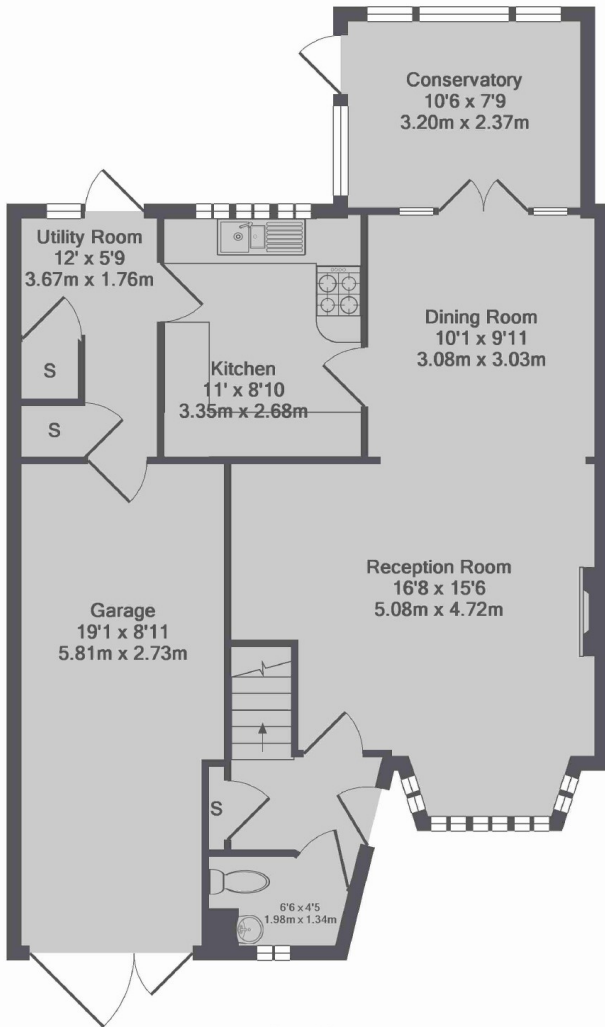 Conservatory
10'6 x 7'9
3.20m x 2.37m
Utility Room
12' x 5'9
3.67m x 1.76m
S
S
Kitchen
11' x 8'10
3.35m x 2.68m
Dining Room
10'1 x 9'11
3.08m x 3.03m
Reception Room
16'8 x 15'6
5.08m x 4.72m
Garage
19'1 x 8'11
5.81m x 2.73m
S
6'6 x 4'5
1.98m x 1.34m